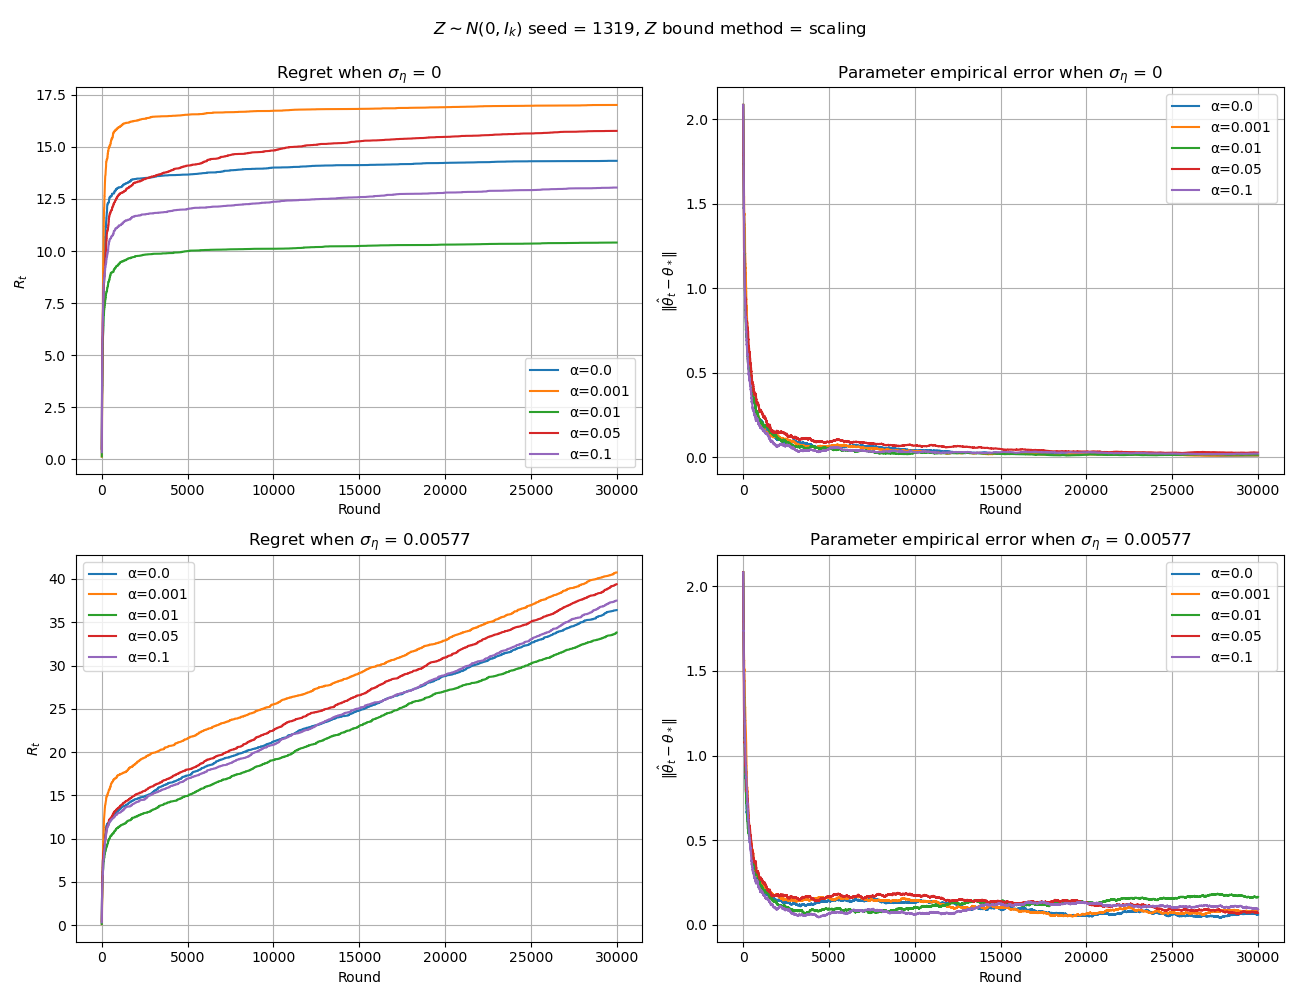 Z ~ N(0, I_k) seed = 1319, Z bound method = scaling
Regret when σ_η = 0
17.5
15.0
12.5
10.0
7.5
5.0
2.5
0.0
R_t
α=0.0
α=0.001
α=0.01
α=0.05
α=0.1
0 5000 10000 15000 20000 25000 30000
Round
Parameter empirical error when σ_η = 0
2.0
1.5
1.0
0.5
0.0
‖θ̂_t − θ_*‖
α=0.0
α=0.001
α=0.01
α=0.05
α=0.1
0 5000 10000 15000 20000 25000 30000
Round
Regret when σ_η = 0.00577
40
35
30
25
20
15
10
5
0
R_t
α=0.0
α=0.001
α=0.01
α=0.05
α=0.1
0 5000 10000 15000 20000 25000 30000
Round
Parameter empirical error when σ_η = 0.00577
2.0
1.5
1.0
0.5
0.0
‖θ̂_t − θ_*‖
α=0.0
α=0.001
α=0.01
α=0.05
α=0.1
0 5000 10000 15000 20000 25000 30000
Round